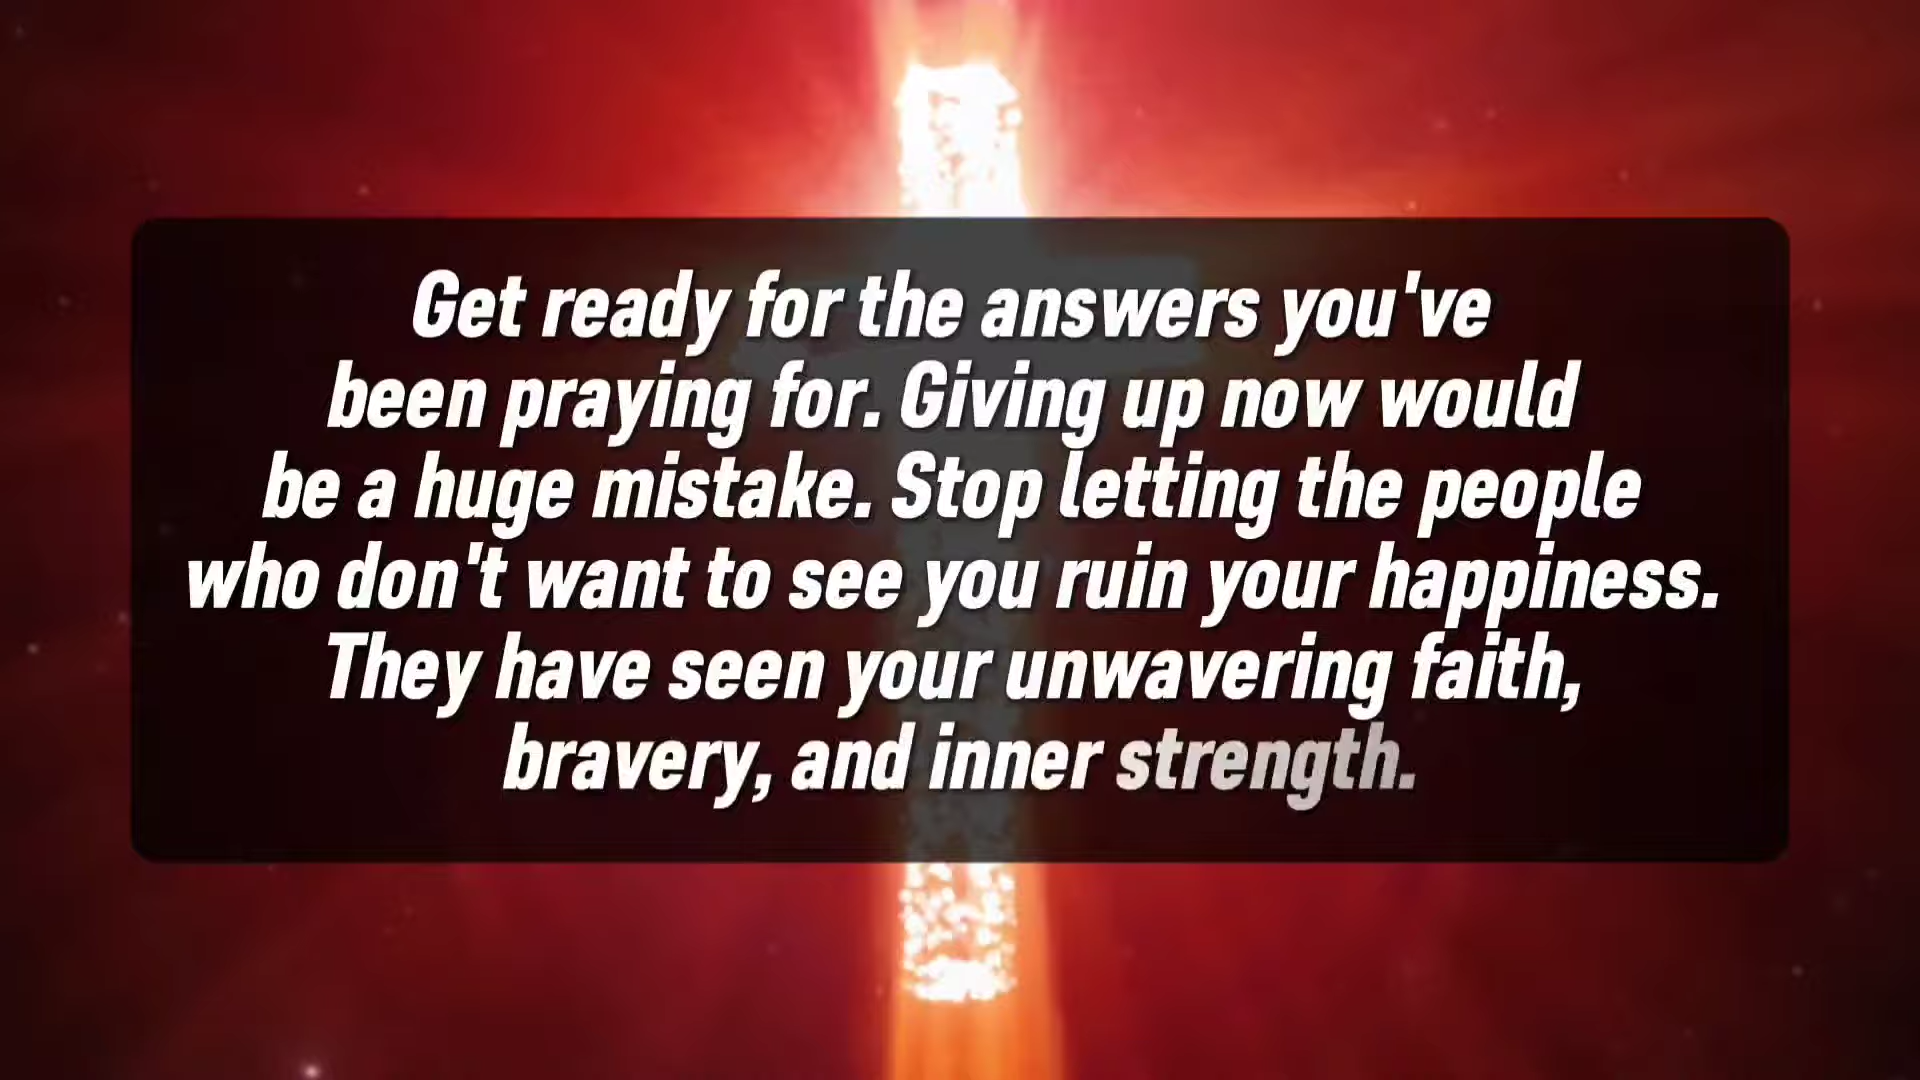 Get ready for the answers you've
been praying for. Giving up now would
be a huge mistake. Stop letting the people
who don't want to see you ruin your happiness.
They have seen your unwavering faith,
bravery, and inner strength.